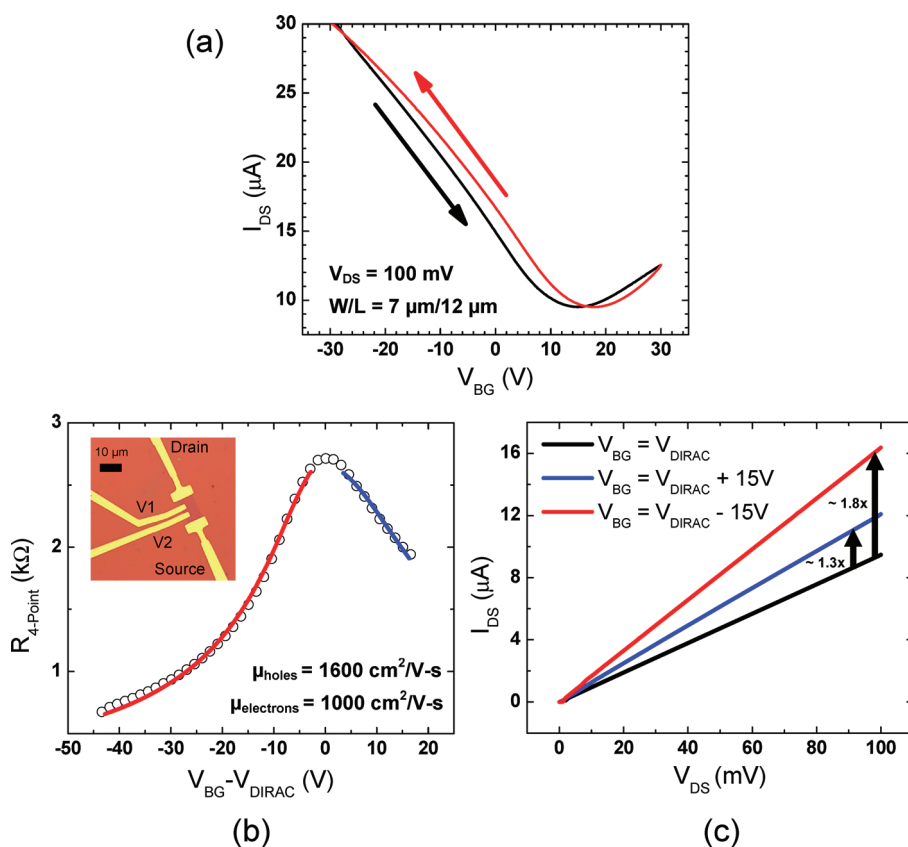 (a)
30
25
20
15
10
I_DS (μA)
V_DS = 100 mV
W/L = 7 μm/12 μm
-30 -20 -10 0 10 20 30
V_BG (V)
3
2
1
R_4-Point (kΩ)
10 μm
Drain
V1
V2
Source
μ_holes = 1600 cm²/V-s
μ_electrons = 1000 cm²/V-s
-50 -40 -30 -20 -10 0 10 20
V_BG-V_DIRAC (V)
(b)
16
12
8
4
0
I_DS (μA)
V_BG = V_DIRAC
V_BG = V_DIRAC + 15V
V_BG = V_DIRAC - 15V
~ 1.8x
~ 1.3x
0 20 40 60 80 100
V_DS (mV)
(c)